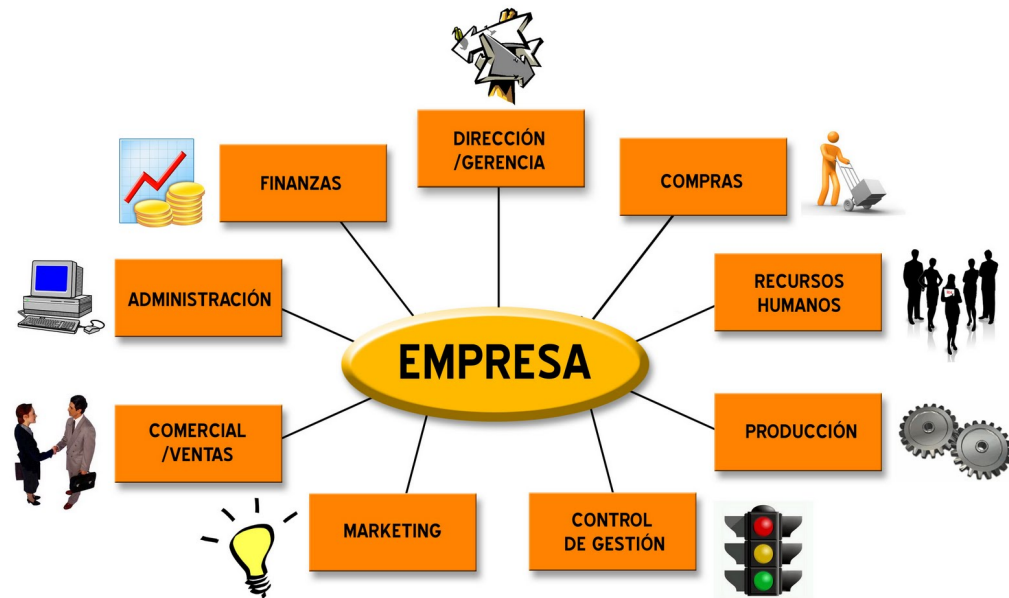 DIRECCIÓN
/GERENCIA
FINANZAS
COMPRAS
ADMINISTRACIÓN
RECURSOS
HUMANOS
EMPRESA
COMERCIAL
/VENTAS
PRODUCCIÓN
MARKETING
CONTROL
DE GESTIÓN